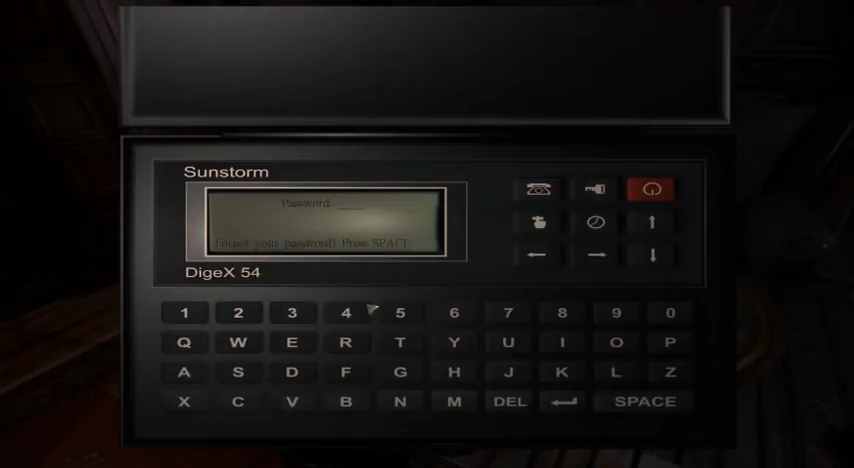 Sunstorm
Password: ____
Forgot your password? Press SPACE
DigeX 54
1 2 3 4 5 6 7 8 9 0
Q W E R T Y U I O P
A S D F G H J K L Z
X C V B N M DEL SPACE